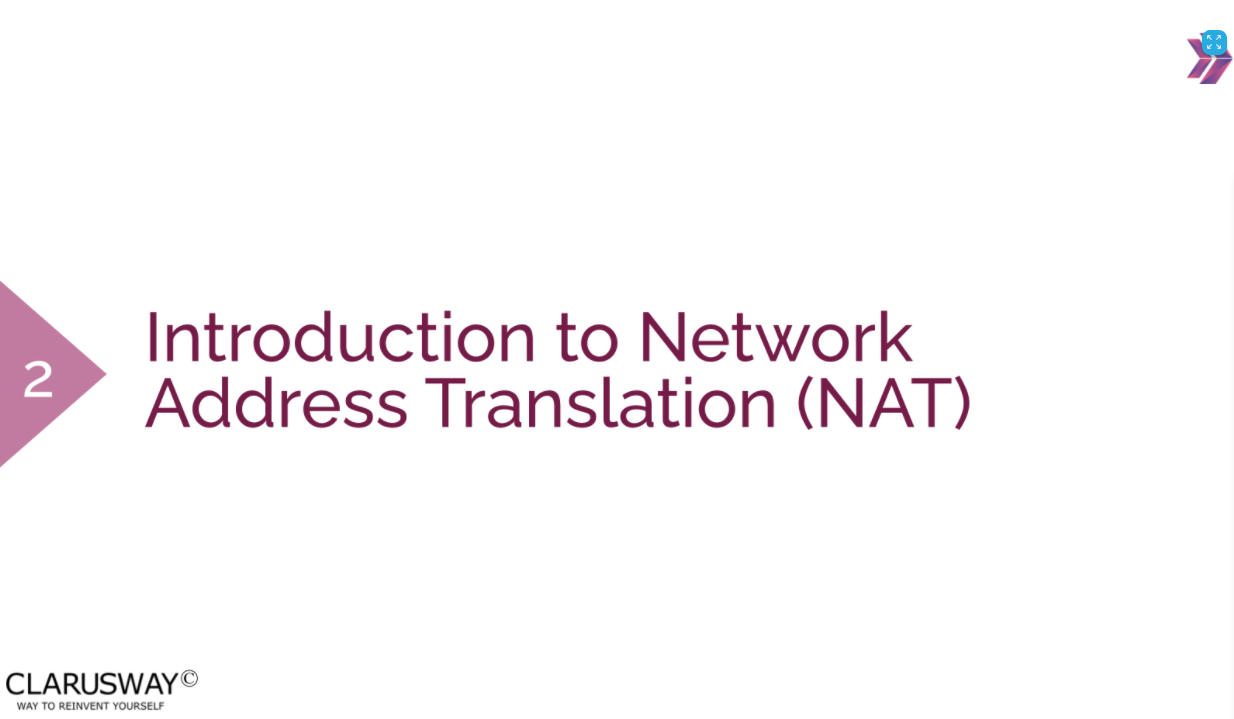 2
Introduction to Network
Address Translation (NAT)
CLARUSWAY©
WAY TO REINVENT YOURSELF